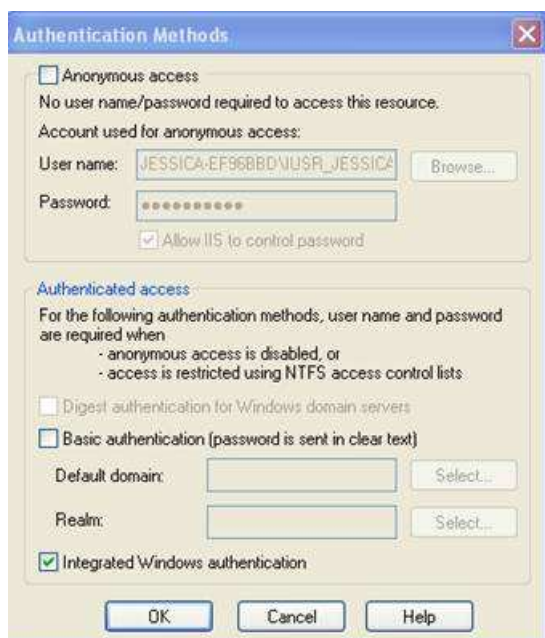 Authentication Methods
Anonymous access
No user name/password required to access this resource.
Account used for anonymous access:
User name: JESSICA-EF96BBD\IUSR_JESSICA Browse...
Password: ●●●●●●●●●●
Allow IIS to control password
Authenticated access
For the following authentication methods, user name and password
are required when
- anonymous access is disabled, or
- access is restricted using NTFS access control lists
Digest authentication for Windows domain servers
Basic authentication (password is sent in clear text)
Default domain: Select...
Realm: Select...
Integrated Windows authentication
OK Cancel Help